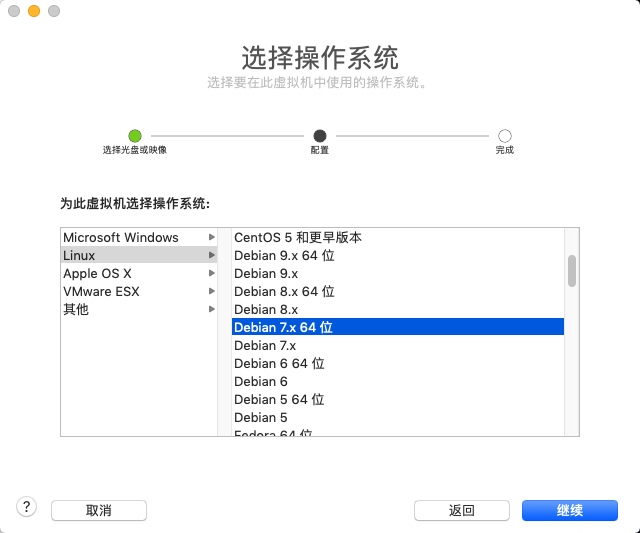 选择操作系统
选择要在此虚拟机中使用的操作系统。
选择光盘或映像
配置
完成
为此虚拟机选择操作系统:
Microsoft Windows
Linux
Apple OS X
VMware ESX
其他
CentOS 5 和更早版本
Debian 9.x 64 位
Debian 9.x
Debian 8.x 64 位
Debian 8.x
Debian 7.x 64 位
Debian 7.x
Debian 6 64 位
Debian 6
Debian 5 64 位
Debian 5
Fedora 64 位
?
取消
返回
继续